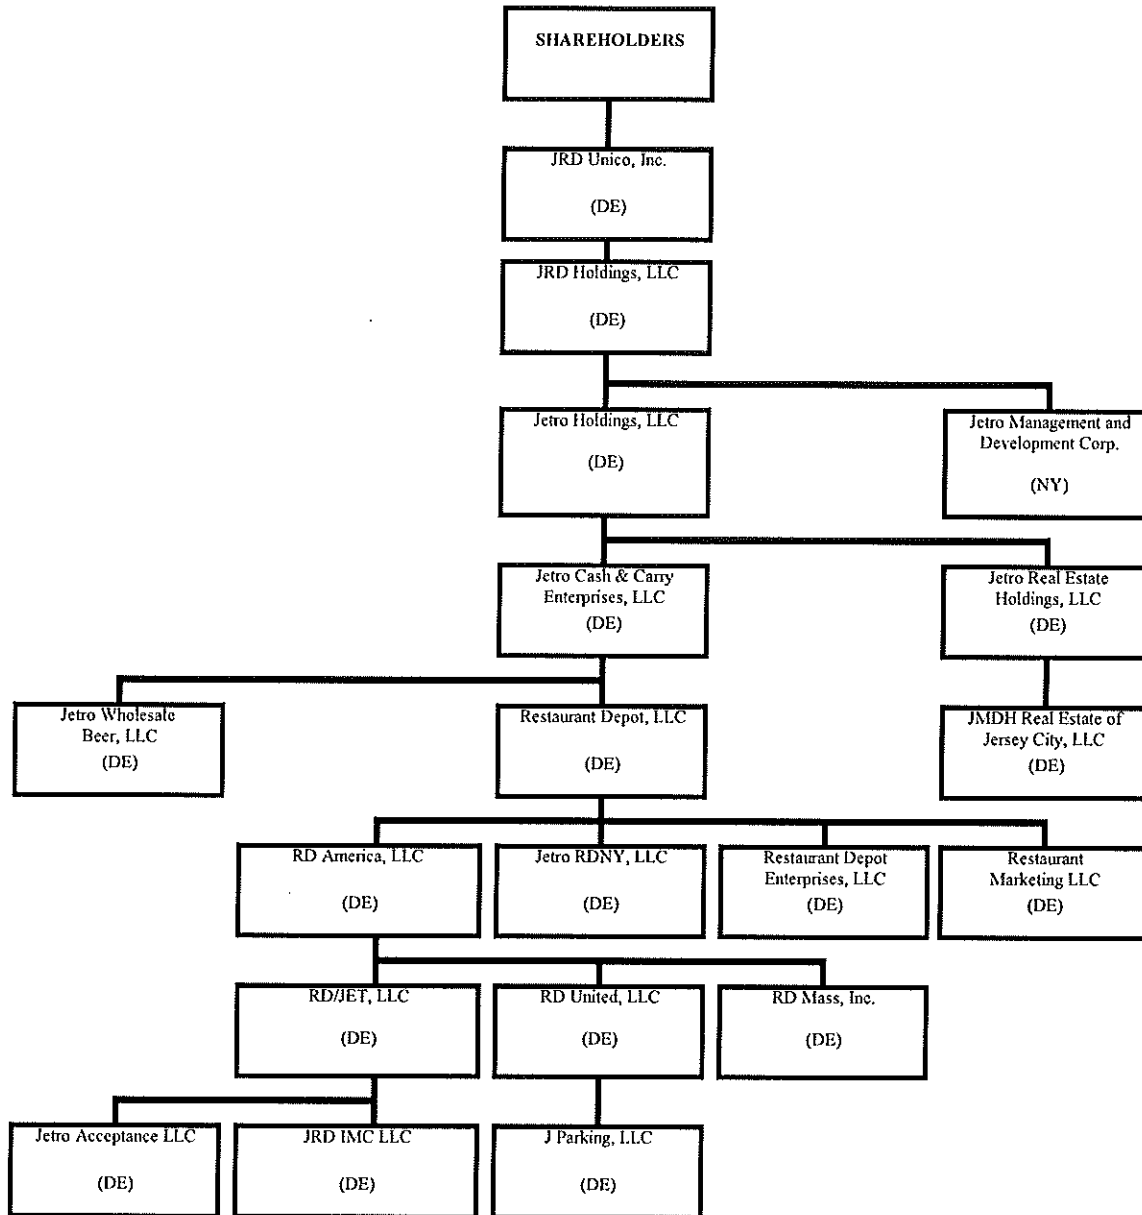 SHAREHOLDERS
JRD Unico, Inc.
(DE)
JRD Holdings, LLC
(DE)
Jetro Holdings, LLC
(DE)
Jetro Management and
Development Corp.
(NY)
Jetro Cash & Carry
Enterprises, LLC
(DE)
Jetro Real Estate
Holdings, LLC
(DE)
Jetro Wholesale
Beer, LLC
(DE)
Restaurant Depot, LLC
(DE)
JMDH Real Estate of
Jersey City, LLC
(DE)
RD America, LLC
(DE)
Jetro RDNY, LLC
(DE)
Restaurant Depot
Enterprises, LLC
(DE)
Restaurant
Marketing LLC
(DE)
RD/JET, LLC
(DE)
RD United, LLC
(DE)
RD Mass, Inc.
(DE)
Jetro Acceptance LLC
(DE)
JRD IMC LLC
(DE)
J Parking, LLC
(DE)